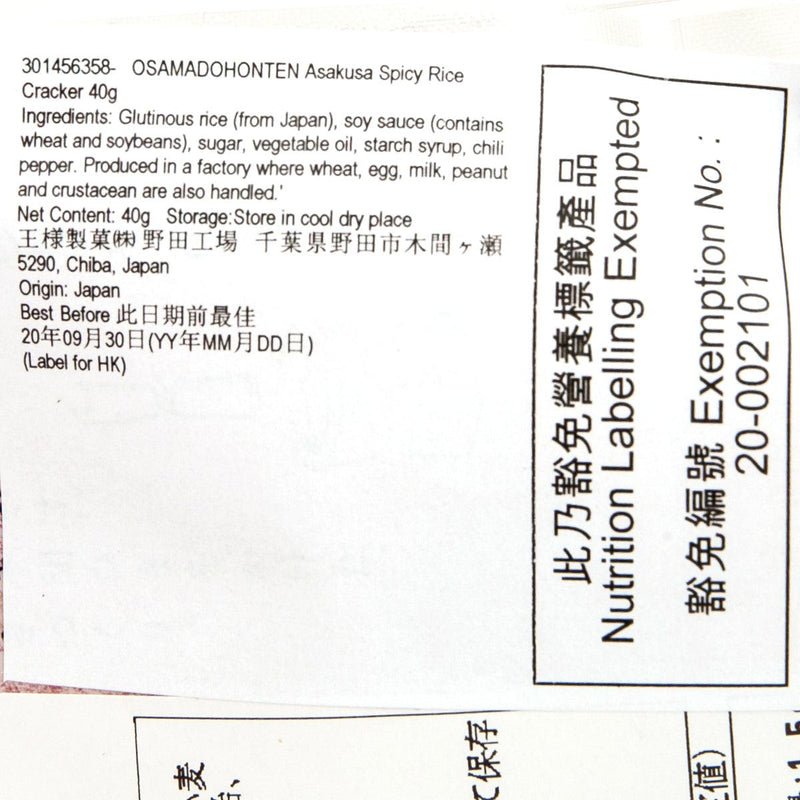 301456358- OSAMADOHONTEN Asakusa Spicy Rice
Cracker 40g
Ingredients: Glutinous rice (from Japan), soy sauce (contains
wheat and soybeans), sugar, vegetable oil, starch syrup, chili
pepper. Produced in a factory where wheat, egg, milk, peanut
and crustacean are also handled.'
Net Content: 40g Storage:Store in cool dry place
王様製菓㈱ 野田工場 千葉県野田市木間ヶ瀬
5290, Chiba, Japan
Origin: Japan
Best Before 此日期前最佳
20年09月30日(YY年MM月DD日)
(Label for HK)
此乃豁免營養標籤產品
Nutrition Labelling Exempted
豁免編號 Exemption No. :
20-002101
小麦
て保存
値)